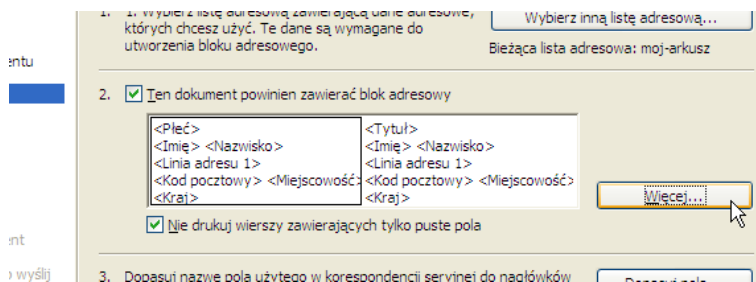 1. 1. Wybierz listę adresową zawierającą dane adresowe,
których chcesz użyć. Te dane są wymagane do
utworzenia bloku adresowego.
Wybierz inną listę adresową...
Bieżąca lista adresowa: moj-arkusz
entu
2. Ten dokument powinien zawierać blok adresowy
<Płeć>
<Imię> <Nazwisko>
<Linia adresu 1>
<Kod pocztowy> <Miejscowość>
<Kraj>
<Tytuł>
<Imię> <Nazwisko>
<Linia adresu 1>
<Kod pocztowy> <Miejscowość>
<Kraj>
Więcej...
Nie drukuj wierszy zawierających tylko puste pola
ent
wyślij
3. Dopasuj nazwę pola użytego w korespondencji seryjnej do nagłówków
Dopasuj pola...